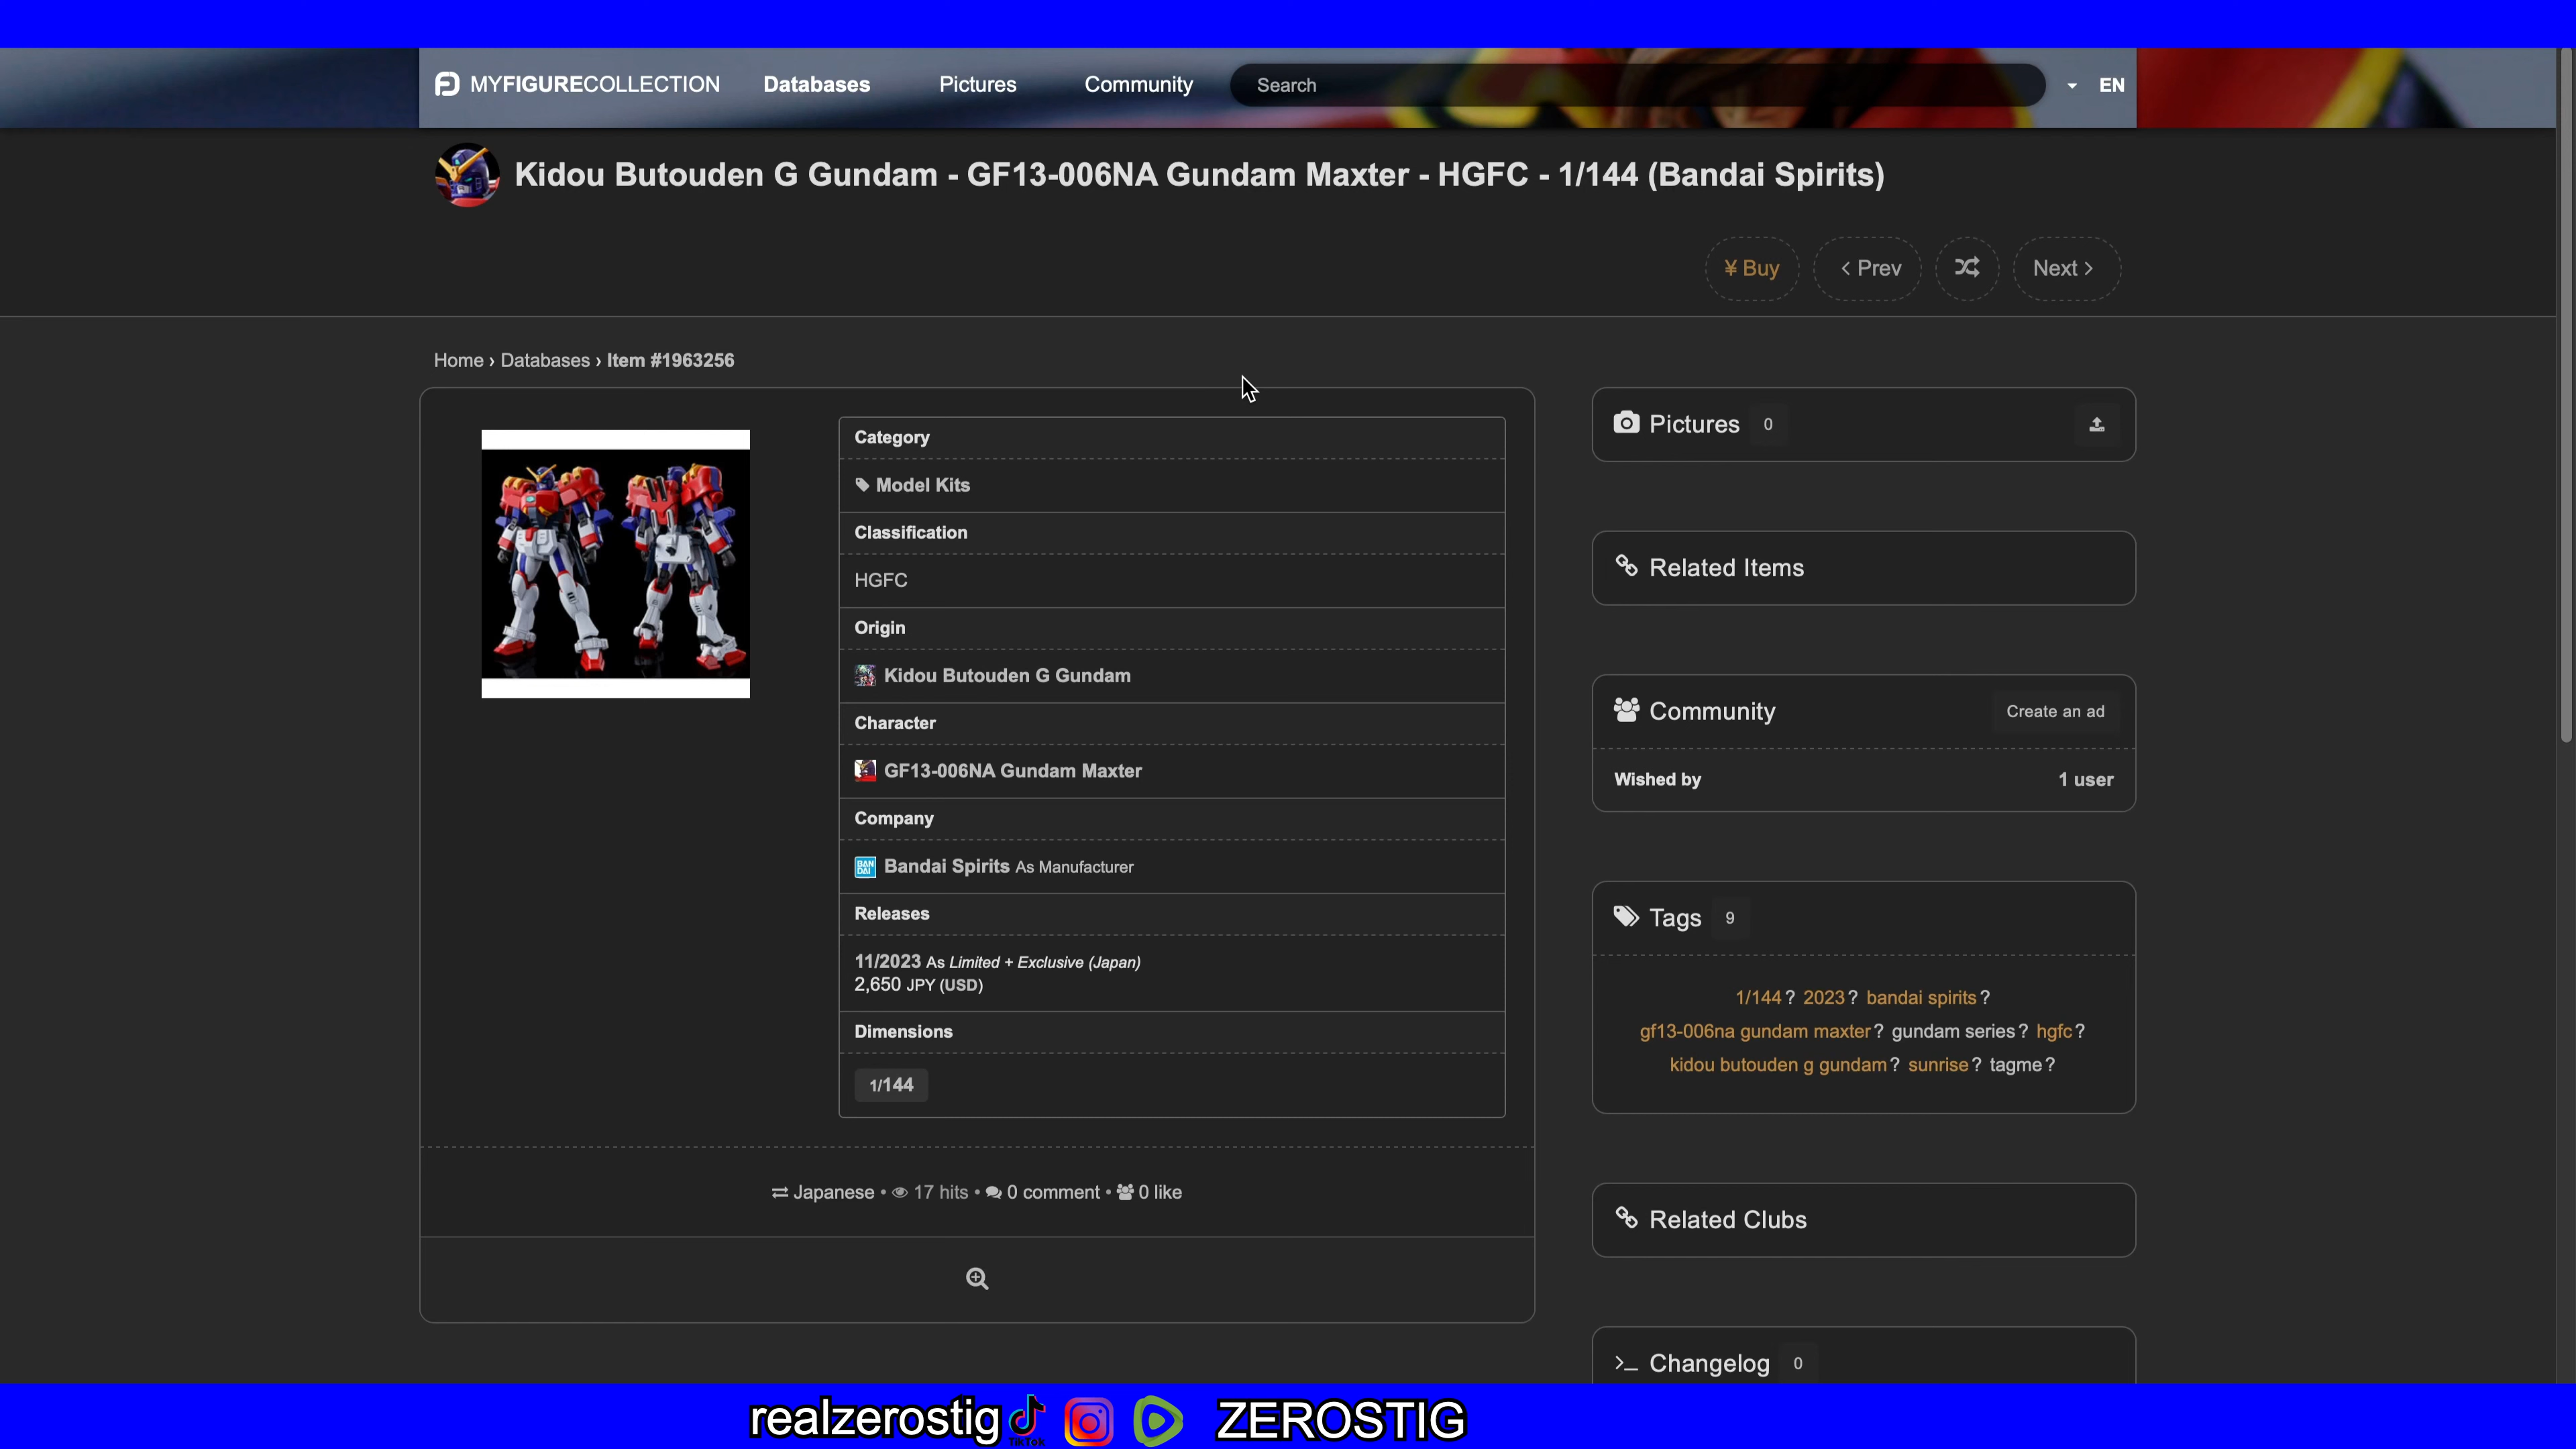 MYFIGURECOLLECTION Databases Pictures Community Search EN
Kidou Butouden G Gundam - GF13-006NA Gundam Maxter - HGFC - 1/144 (Bandai Spirits)
¥ Buy
< Prev
Next >
Home › Databases › Item #1963256
Category
Model Kits
Classification
HGFC
Origin
Kidou Butouden G Gundam
Character
GF13-006NA Gundam Maxter
Company
BAN
DAI
Bandai Spirits As Manufacturer
Releases
11/2023 As Limited + Exclusive (Japan)
2,650 JPY (USD)
Dimensions
1/144
Japanese • 17 hits • 0 comment • 0 like
Pictures 0
Related Items
Community Create an ad
Wished by 1 user
Tags 9
1/144? 2023? bandai spirits?
gf13-006na gundam maxter? gundam series? hgfc?
kidou butouden g gundam? sunrise? tagme?
Related Clubs
Changelog 0
realzerostig TikTok ZEROSTIG